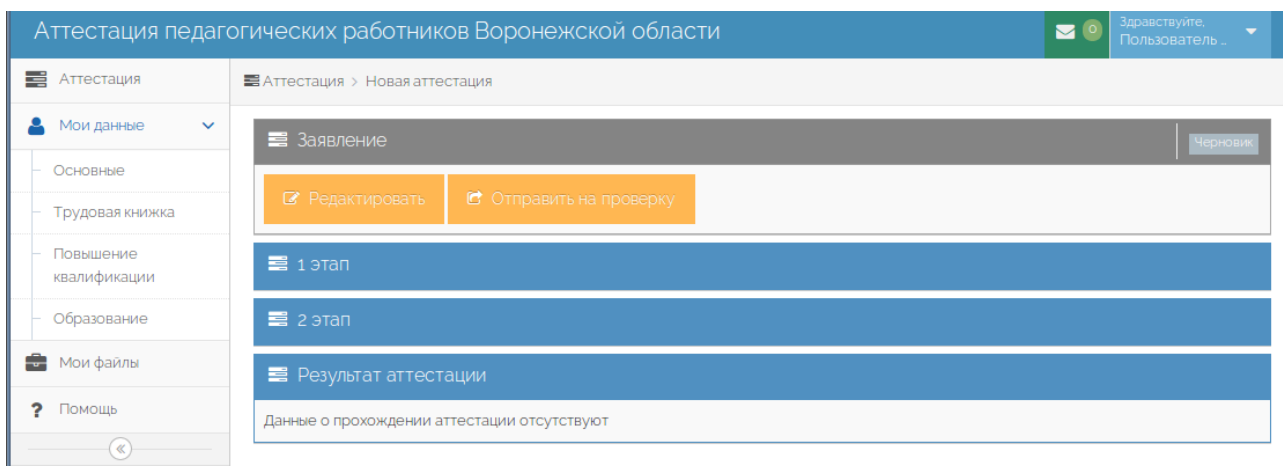 Аттестация педагогических работников Воронежской области
0
Здравствуйте,
Пользователь ...
Аттестация
Мои данные
Основные
Трудовая книжка
Повышение
квалификации
Образование
Мои файлы
? Помощь
Аттестация > Новая аттестация
Заявление
Черновик
Редактировать
Отправить на проверку
1 этап
2 этап
Результат аттестации
Данные о прохождении аттестации отсутствуют